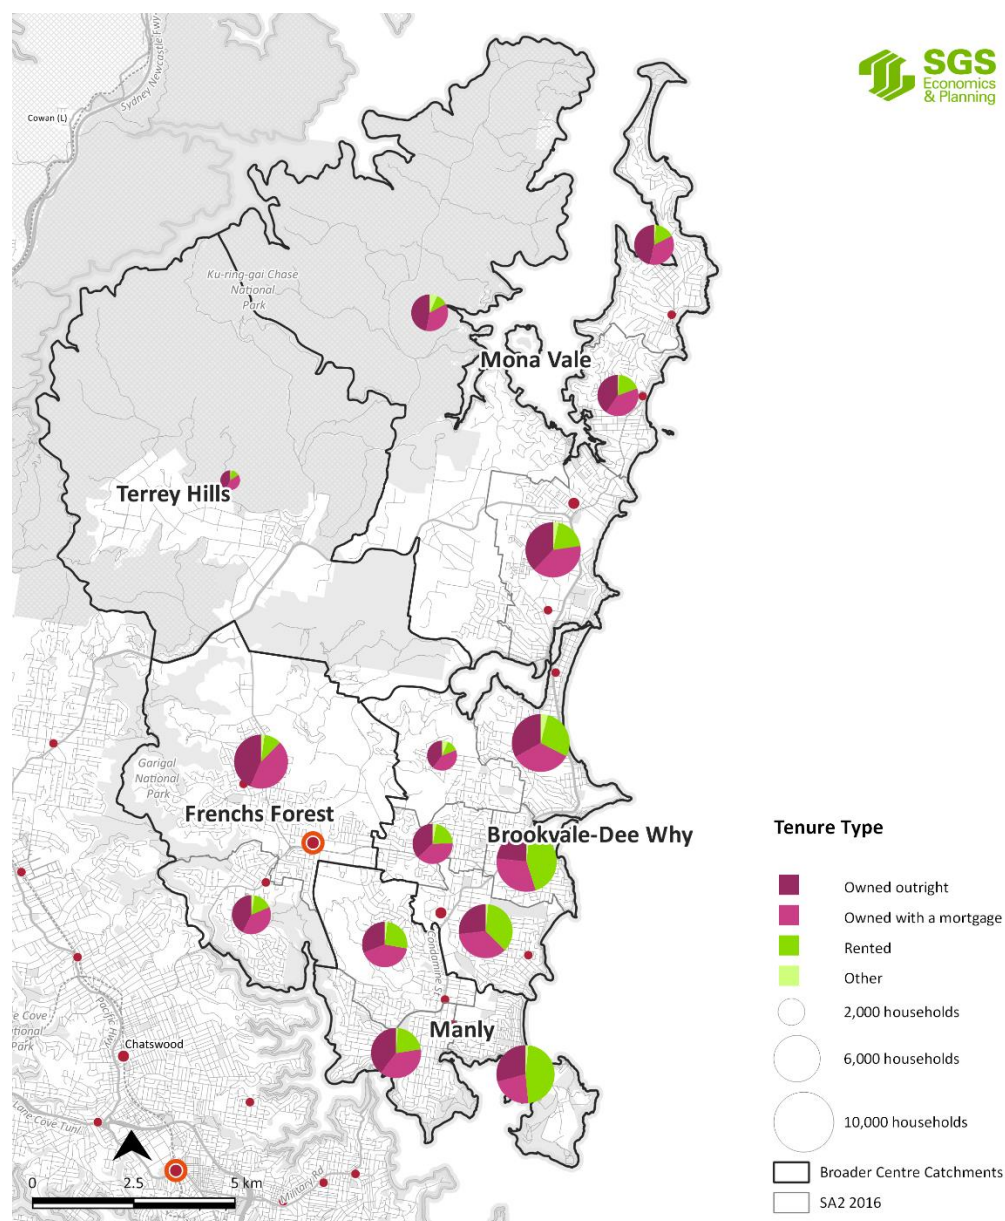 Cowan (L)
Sydney Newcastle Fwy
SGS
Economics
& Planning
Ku-ring-gai Chase
National
Park
Mona Vale
Terrey Hills
Garigal
National
Park
Frenchs Forest
Brookvale-Dee Why
Condamine St
Manly
Pacific Hwy
Chatswood
Lane Cove Tunl
Military Rd
0 2.5 5 km
Tenure Type
Owned outright
Owned with a mortgage
Rented
Other
2,000 households
6,000 households
10,000 households
Broader Centre Catchments
SA2 2016